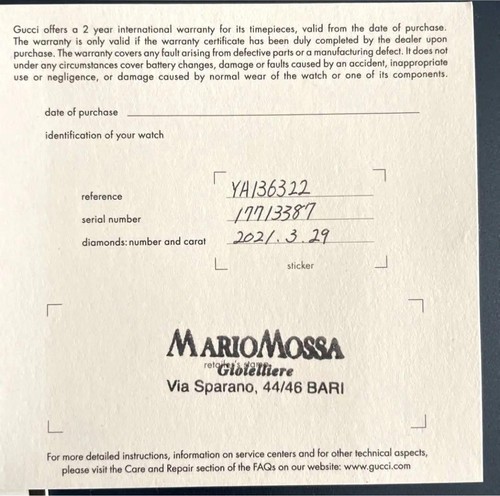 Gucci offers a 2 year international warranty for its timepieces, valid from the date of purchase.
The warranty is only valid if the warranty certificate has been duly completed by the dealer upon
purchase. The warranty covers any fault arising from defective parts or a manufacturing defect. It does not
under any circumstances cover battery changes, damage or faults caused by an accident, inappropriate
use or negligence, or damage caused by normal wear of the watch or one of its components.
date of purchase
identification of your watch
reference YA136322
serial number 17713387
diamonds: number and carat 2021.3.29
sticker
MARIO MOSSA
retailer's stamp
Gioielliere
Via Sparano, 44/46 BARI
For more detailed instructions, information on service centers and for other technical aspects,
please visit the Care and Repair section of the FAQs on our website: www.gucci.com